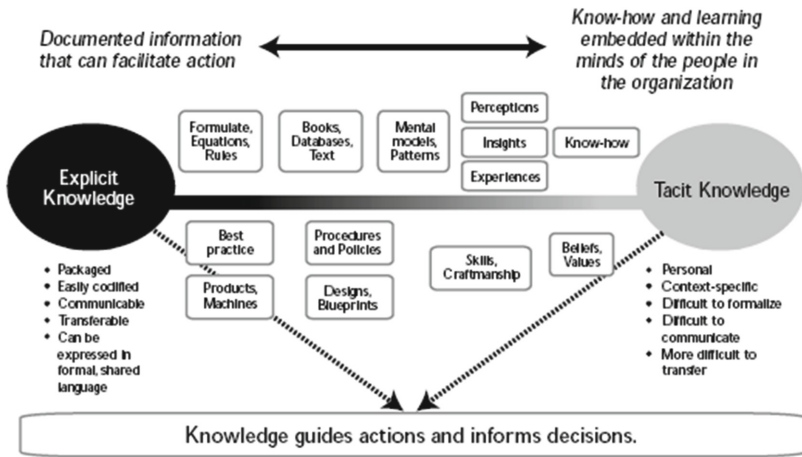 Documented information
that can facilitate action
Know-how and learning
embedded within the
minds of the people in
the organization
Formulate,
Equations,
Rules
Books,
Databases,
Text
Mental
models,
Patterns
Perceptions
Insights
Experiences
Know-how
Explicit
Knowledge
Tacit Knowledge
Best
practice
Procedures
and Policies
Products,
Machines
Designs,
Blueprints
Skills,
Craftmanship
Beliefs,
Values
• Packaged
• Easily codified
• Communicable
• Transferable
• Can be
expressed in
formal, shared
language
• Personal
• Context-specific
• Difficult to formalize
• Difficult to
communicate
• More difficult to
transfer
Knowledge guides actions and informs decisions.